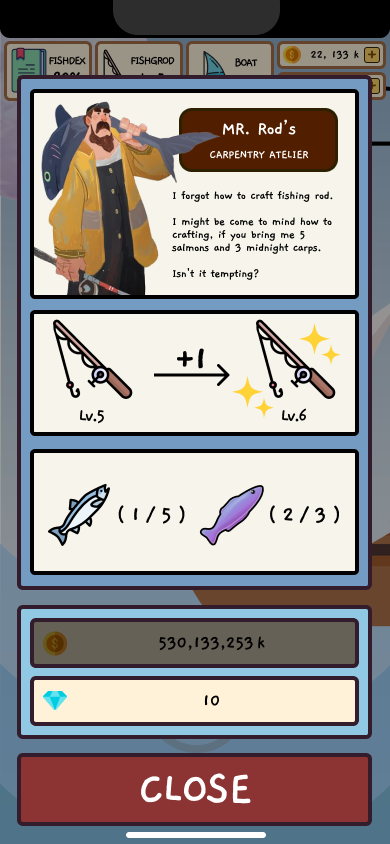 FISHDEX
FISHGROD
BOAT
22, 133 k
MR. Rod's
CARPENTRY ATELIER
I forgot how to craft fishing rod.
I might be come to mind how to
crafting, if you bring me 5
salmons and 3 midnight carps.
Isn't it tempting?
+1
Lv.5
Lv.6
(1/5)
(2/3)
530,133,253 k
10
CLOSE